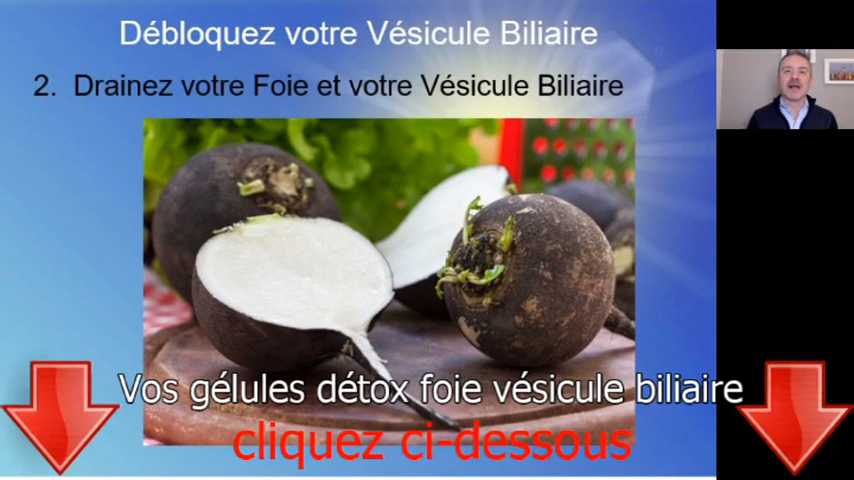 Débloquez votre Vésicule Biliaire
2. Drainez votre Foie et votre Vésicule Biliaire
Vos gélules détox foie vésicule biliaire
cliquez ci-dessous